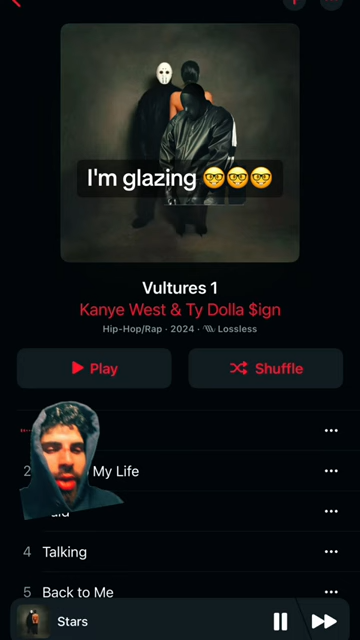 I'm glazing 🤓🤓🤓
Vultures 1
Kanye West & Ty Dolla $ign
Hip-Hop/Rap · 2024 · Lossless
Play
Shuffle
2 My Life
4 Talking
5 Back to Me
Stars